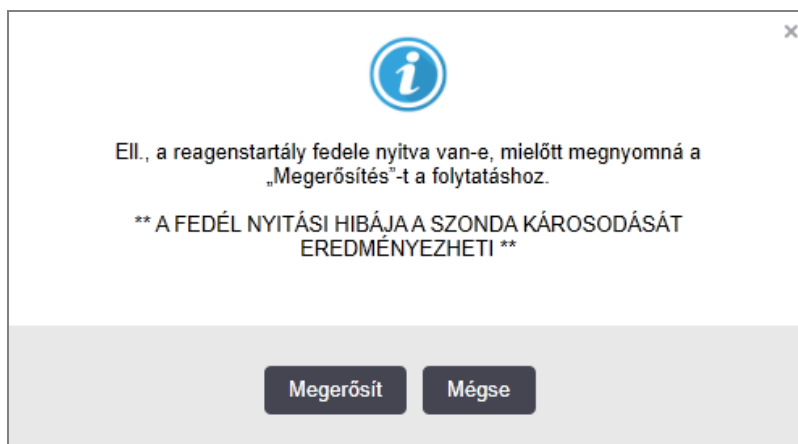 Ell., a reagenstartály fedele nyitva van-e, mielőtt megnyomná a
„Megerősítés”-t a folytatáshoz.
** A FEDÉL NYITÁSI HIBÁJA A SZONDA KÁROSODÁSÁT
EREDMÉNYEZHETI **
Megerősít Mégse